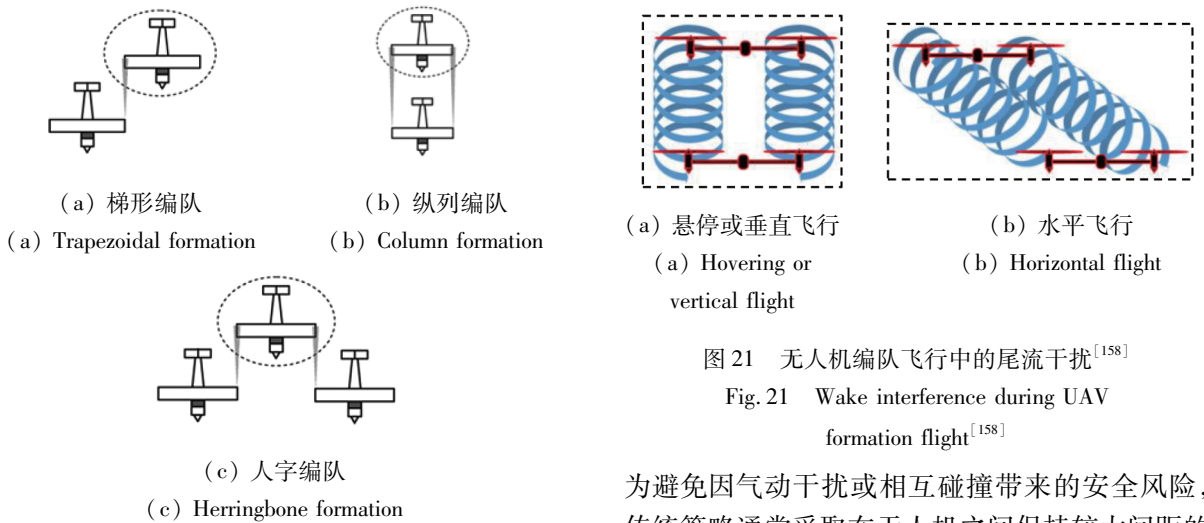 (a) 梯形编队
(a) Trapezoidal formation
(b) 纵列编队
(b) Column formation
(c) 人字编队
(c) Herringbone formation
(a) 悬停或垂直飞行
(a) Hovering or
vertical flight
(b) 水平飞行
(b) Horizontal flight
图 21 无人机编队飞行中的尾流干扰[158]
Fig. 21 Wake interference during UAV
formation flight[158]
为避免因气动干扰或相互碰撞带来的安全风险，